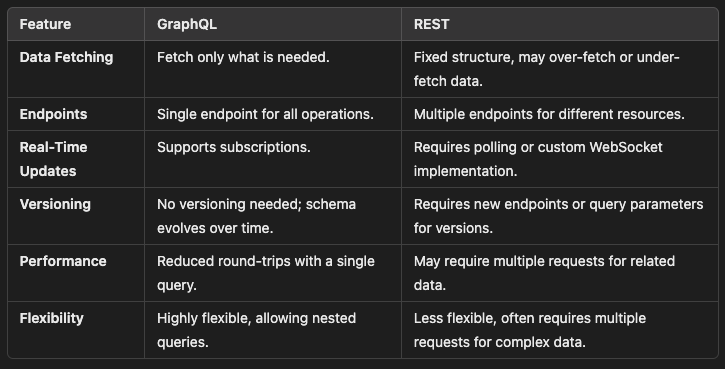 Feature GraphQL REST
Data Fetching Fetch only what is needed. Fixed structure, may over-fetch or under-
fetch data.
Endpoints Single endpoint for all operations. Multiple endpoints for different resources.
Real-Time Supports subscriptions. Requires polling or custom WebSocket
Updates implementation.
Versioning No versioning needed; schema Requires new endpoints or query parameters
evolves over time. for versions.
Performance Reduced round-trips with a single May require multiple requests for related
query. data.
Flexibility Highly flexible, allowing nested Less flexible, often requires multiple
queries. requests for complex data.